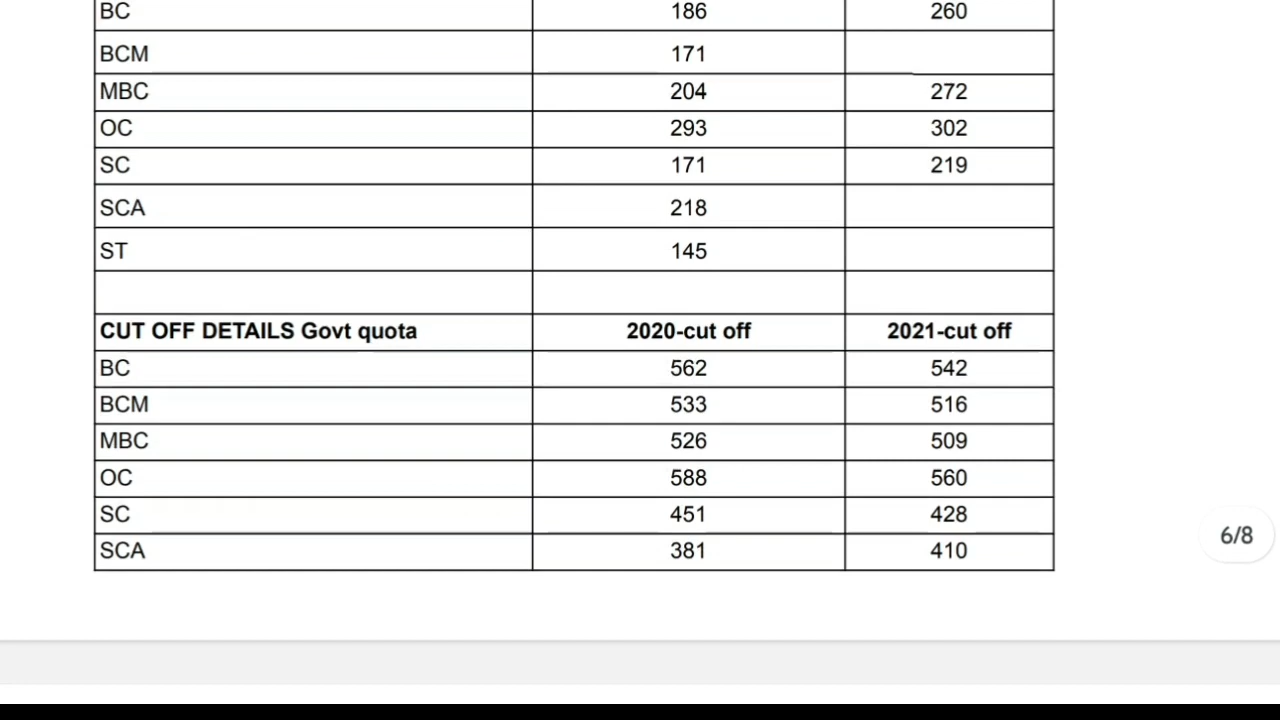 BC 186 260
BCM 171
MBC 204 272
OC 293 302
SC 171 219
SCA 218
ST 145
CUT OFF DETAILS Govt quota 2020-cut off 2021-cut off
BC 562 542
BCM 533 516
MBC 526 509
OC 588 560
SC 451 428
SCA 381 410
6/8